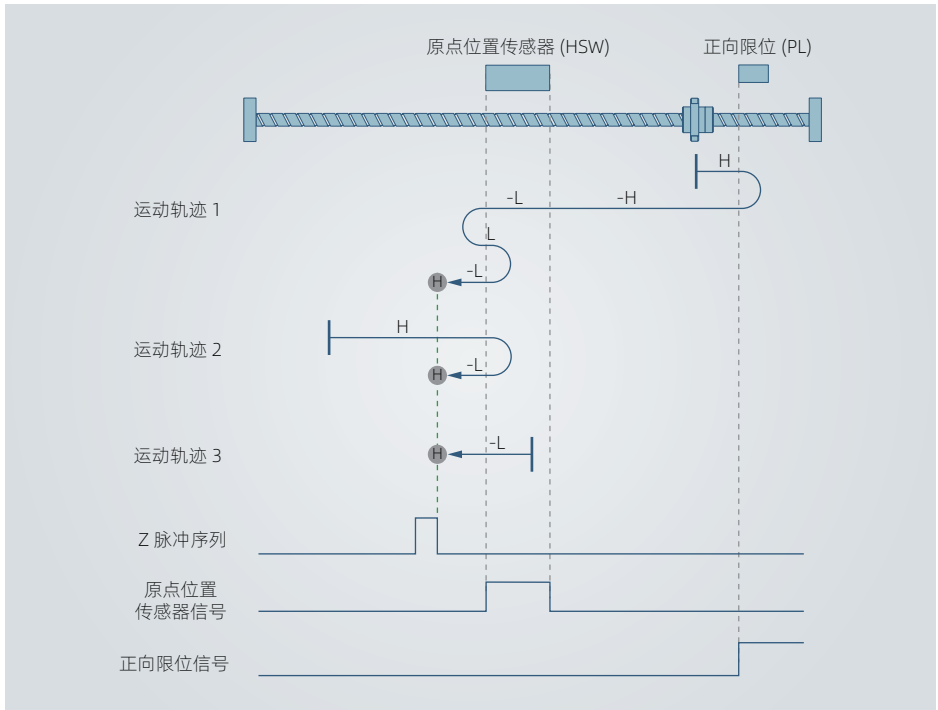 原点位置传感器 (HSW)
正向限位 (PL)
H
运动轨迹 1
-L
-H
L
-L
H
运动轨迹 2
H
-L
H
运动轨迹 3
-L
H
Z 脉冲序列
原点位置
传感器信号
正向限位信号